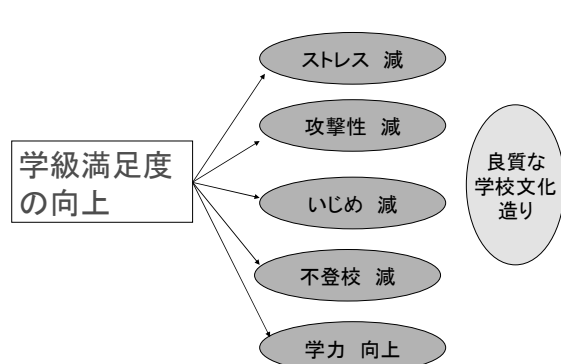 学級満足度
の向上
ストレス 減
攻撃性 減
いじめ 減
不登校 減
学力 向上
良質な
学校文化
造り